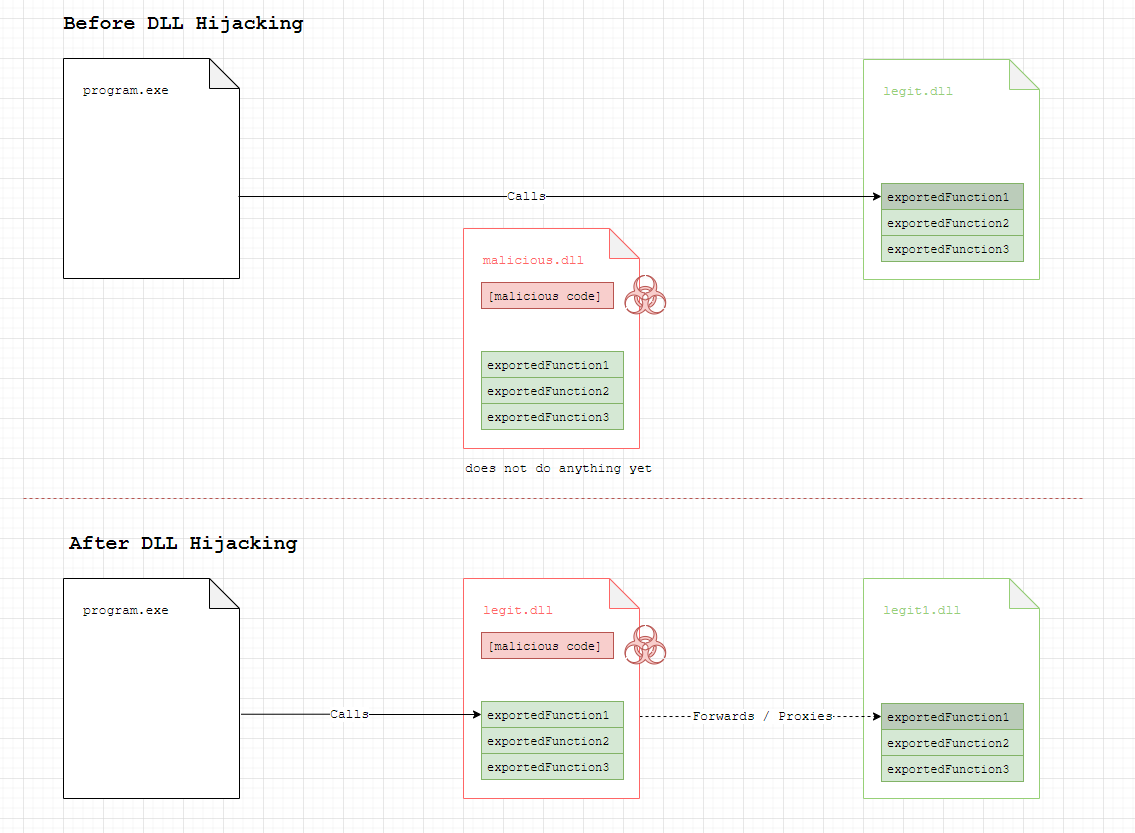 Before DLL Hijacking
program.exe
legit.dll
Calls
exportedFunction1
exportedFunction2
exportedFunction3
malicious.dll
[malicious code]
exportedFunction1
exportedFunction2
exportedFunction3
does not do anything yet
After DLL Hijacking
program.exe
legit.dll
legit1.dll
[malicious code]
Calls
exportedFunction1
exportedFunction2
exportedFunction3
Forwards / Proxies
exportedFunction1
exportedFunction2
exportedFunction3